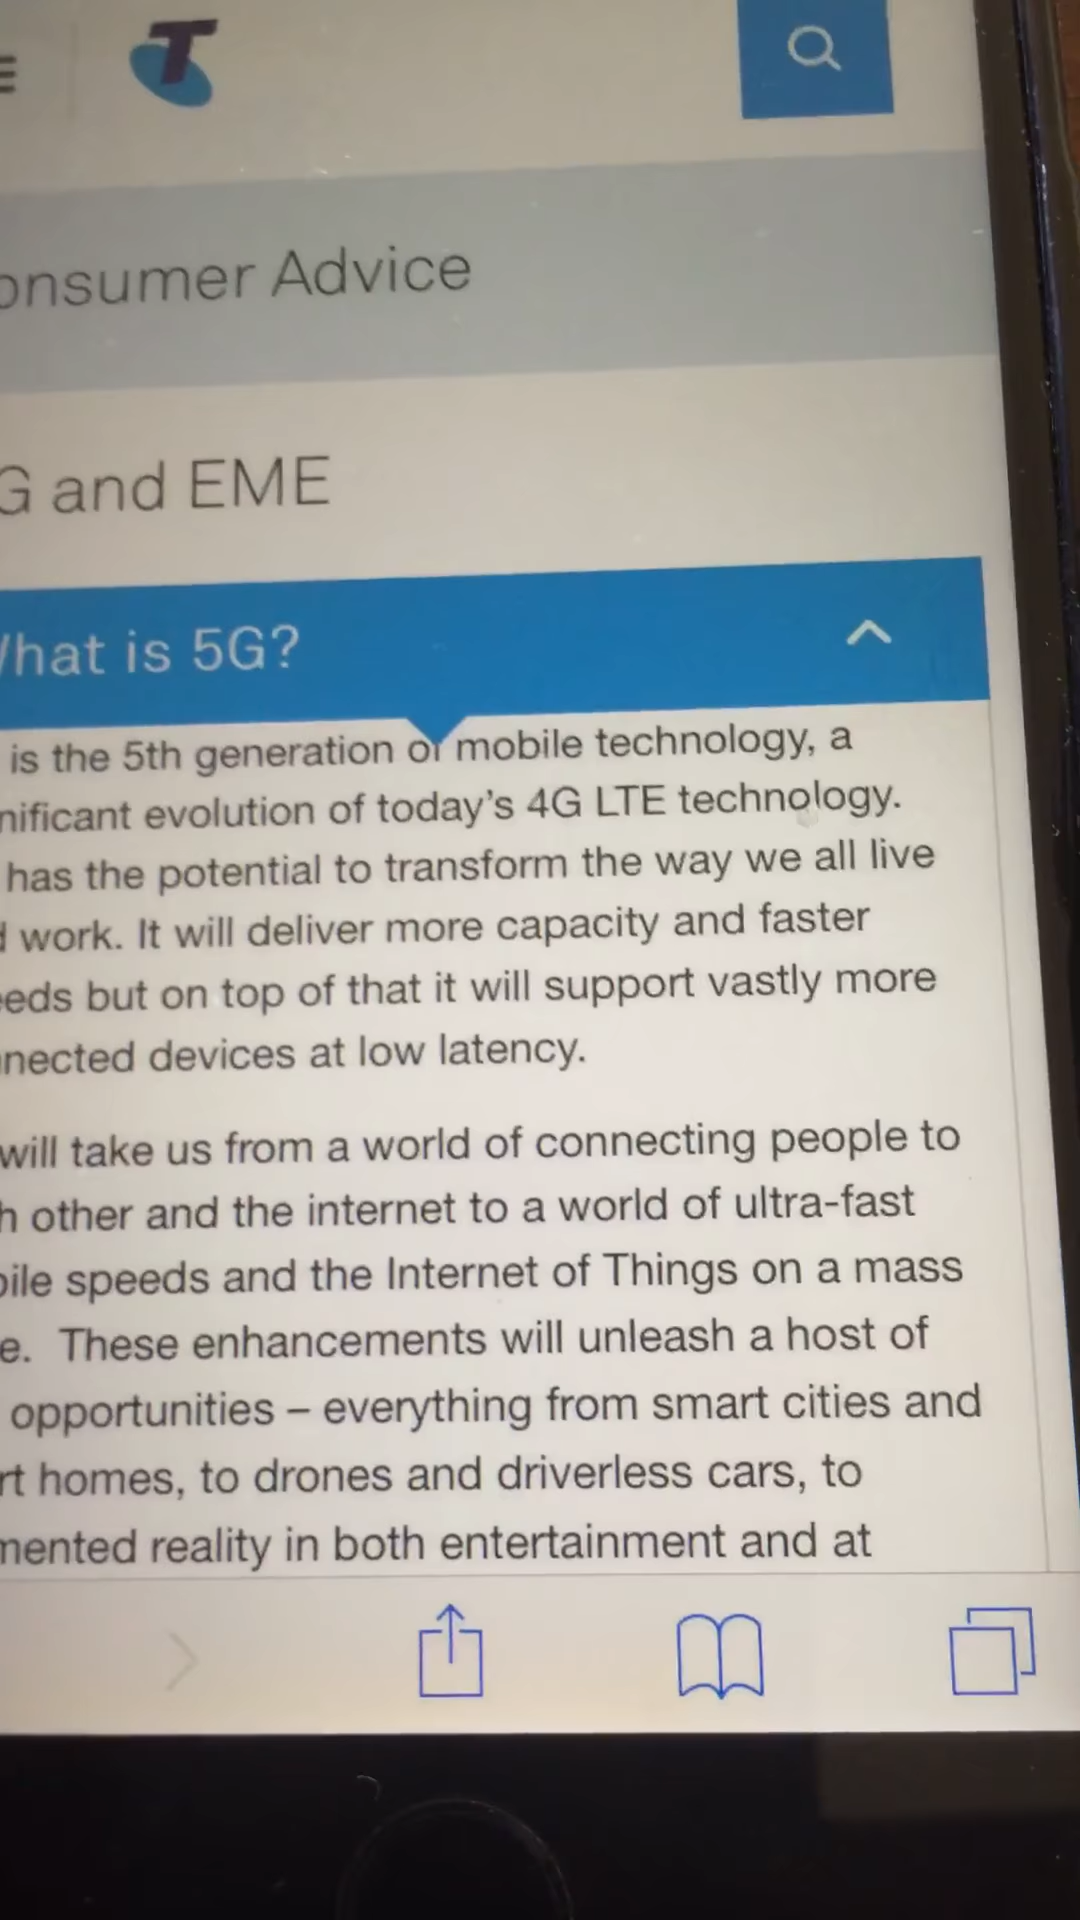 T
onsumer Advice
G and EME
What is 5G?
is the 5th generation of mobile technology, a
nificant evolution of today's 4G LTE technology.
has the potential to transform the way we all live
d work. It will deliver more capacity and faster
eeds but on top of that it will support vastly more
nnected devices at low latency.
will take us from a world of connecting people to
h other and the internet to a world of ultra-fast
bile speeds and the Internet of Things on a mass
e. These enhancements will unleash a host of
opportunities – everything from smart cities and
rt homes, to drones and driverless cars, to
mented reality in both entertainment and at